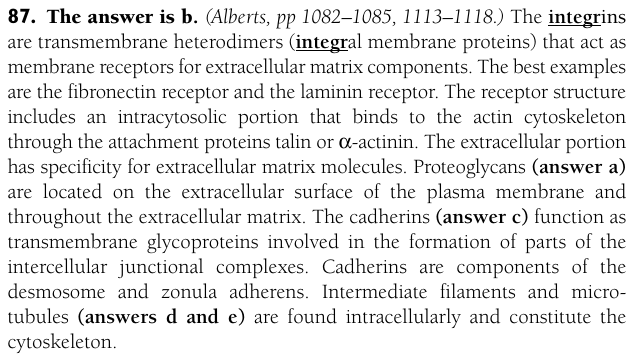 87. The answer is b. (Alberts, pp 1082–1085, 1113–1118.) The integrins
are transmembrane heterodimers (integral membrane proteins) that act as
membrane receptors for extracellular matrix components. The best examples
are the fibronectin receptor and the laminin receptor. The receptor structure
includes an intracytosolic portion that binds to the actin cytoskeleton
through the attachment proteins talin or α-actinin. The extracellular portion
has specificity for extracellular matrix molecules. Proteoglycans (answer a)
are located on the extracellular surface of the plasma membrane and
throughout the extracellular matrix. The cadherins (answer c) function as
transmembrane glycoproteins involved in the formation of parts of the
intercellular junctional complexes. Cadherins are components of the
desmosome and zonula adherens. Intermediate filaments and micro-
tubules (answers d and e) are found intracellularly and constitute the
cytoskeleton.